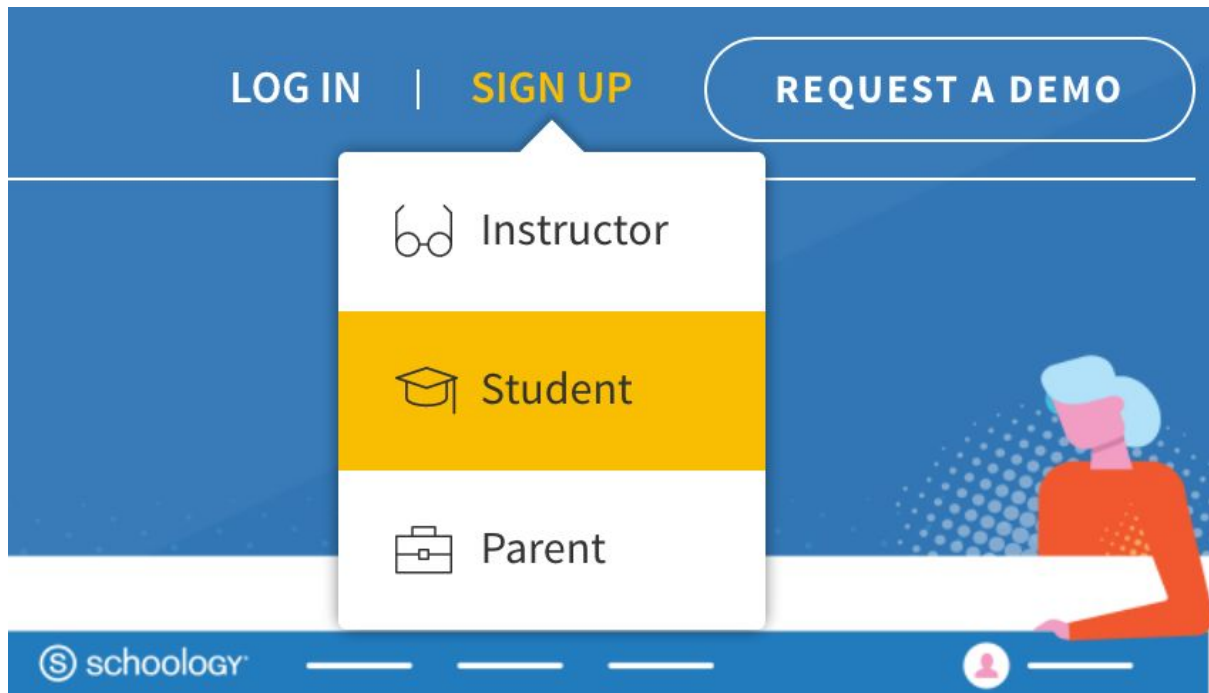 LOG IN | SIGN UP REQUEST A DEMO
Instructor
Student
Parent
schoology